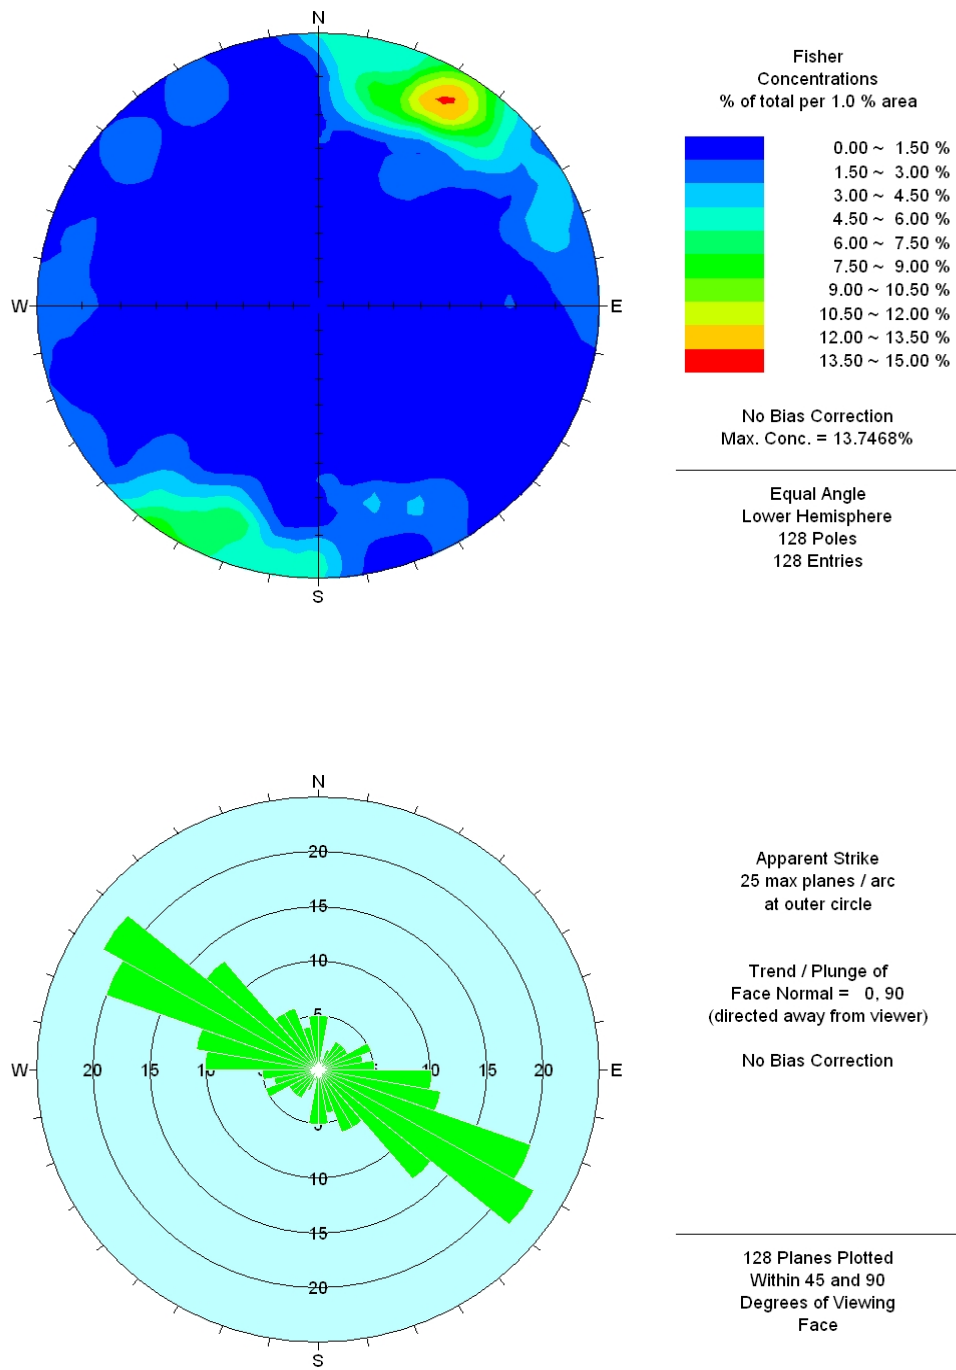 N
W
E
S
Fisher
Concentrations
% of total per 1.0 % area
0.00 ~ 1.50 %
1.50 ~ 3.00 %
3.00 ~ 4.50 %
4.50 ~ 6.00 %
6.00 ~ 7.50 %
7.50 ~ 9.00 %
9.00 ~ 10.50 %
10.50 ~ 12.00 %
12.00 ~ 13.50 %
13.50 ~ 15.00 %
No Bias Correction
Max. Conc. = 13.7468%
Equal Angle
Lower Hemisphere
128 Poles
128 Entries
N
20
15
10
5
W 20 15 10 5 5 10 15 20 E
5
10
15
20
S
Apparent Strike
25 max planes / arc
at outer circle
Trend / Plunge of
Face Normal = 0, 90
(directed away from viewer)
No Bias Correction
128 Planes Plotted
Within 45 and 90
Degrees of Viewing
Face